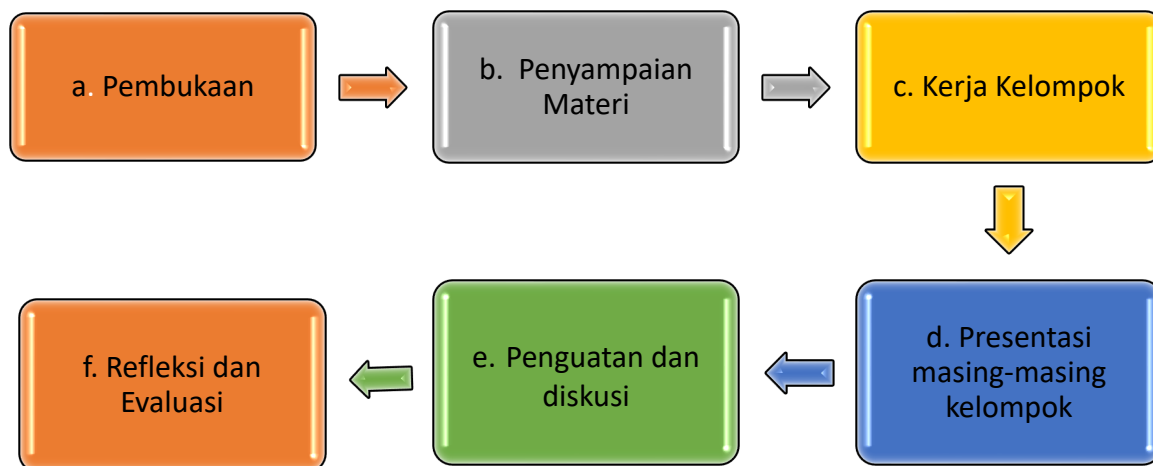 a. Pembukaan
b. Penyampaian
Materi
c. Kerja Kelompok
d. Presentasi
masing-masing
kelompok
e. Penguatan dan
diskusi
f. Refleksi dan
Evaluasi